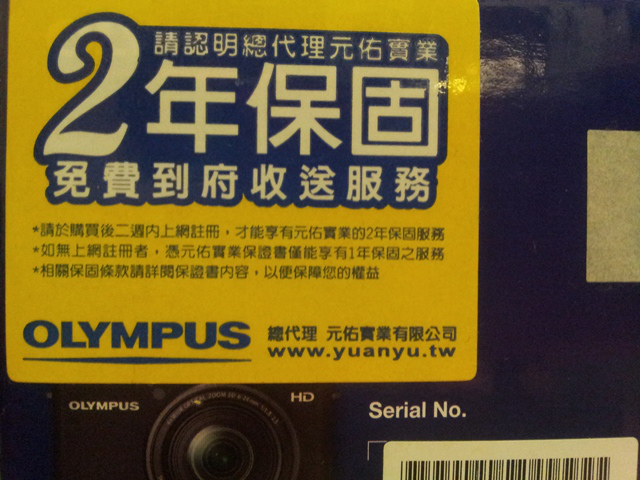 請認明總代理元佑實業
2年保固
免費到府收送服務
*請於購買後二週內上網註冊，才能享有元佑實業的2年保固服務
*如無上網註冊者，憑元佑實業保證書僅能享有1年保固之服務
*相關保固條款請詳閱保證書內容，以便保障您的權益
OLYMPUS 總代理 元佑實業有限公司
www.yuanyu.tw
OLYMPUS
HD
Serial No.